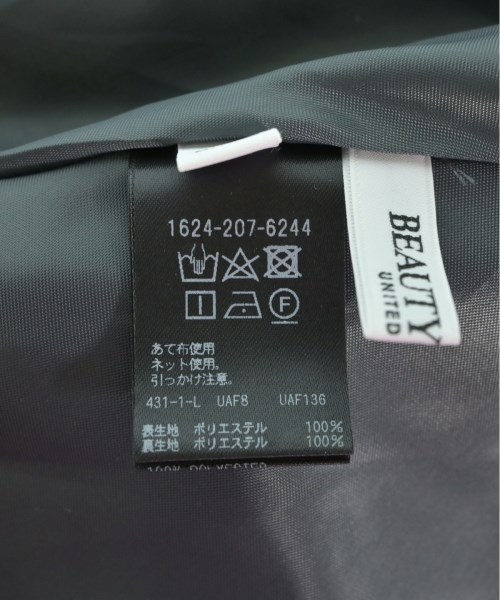 1624-207-6244
F
あて布使用
ネット使用。
引っかけ注意。
431-1-L UAF8 UAF136
表生地 ポリエステル 100%
裏生地 ポリエステル 100%
100% POLYESTER
BEAUTY
UNITED